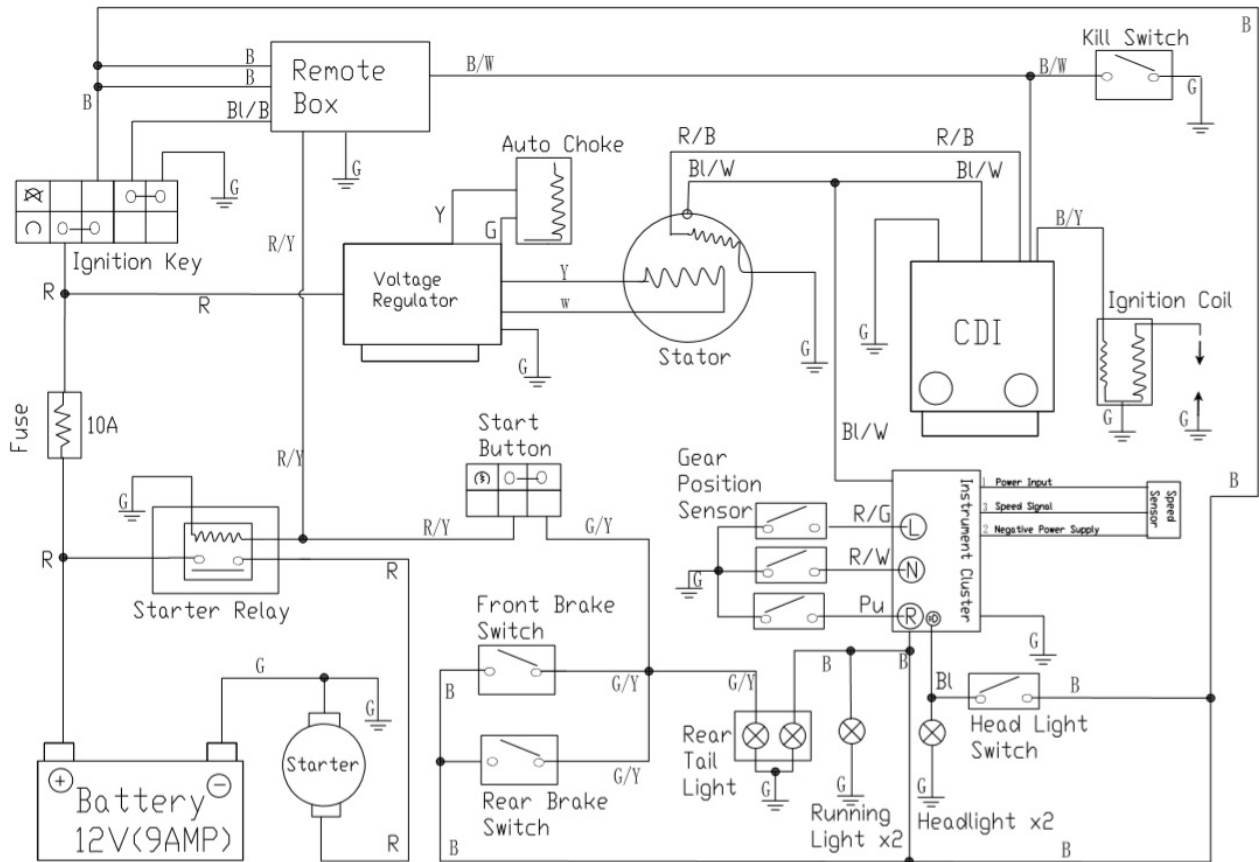 B
Kill Switch
Remote
Box
B
B
B
Bl/B
B/W
B/W
G
G
G
R/B
R/B
Auto Choke
Bl/W
Bl/W
Y
G
B/Y
Ignition Key
R/Y
Voltage
Regulator
Y
W
R
R
Stator
G
G
G
CDI
Ignition Coil
G
G
Fuse
10A
Start
Button
R/Y
Bl/W
Gear
Position
Sensor
Instrument Cluster
1 Power Input
3 Speed Signal
2 Negative Power Supply
Speed
Sensor
B
G
R/Y
G/Y
R/G
L
R/W
N
G
Pu
R
R
R
Starter Relay
Front Brake
Switch
G
B
G/Y
G/Y
B
B
G
Bl
B
Head Light
Switch
G
G
Rear
Tail
Light
Starter
G/Y
Rear Brake
Switch
G
G
G
Running
Light x2
Headlight x2
+
-
Battery
12V(9AMP)
R
B
B